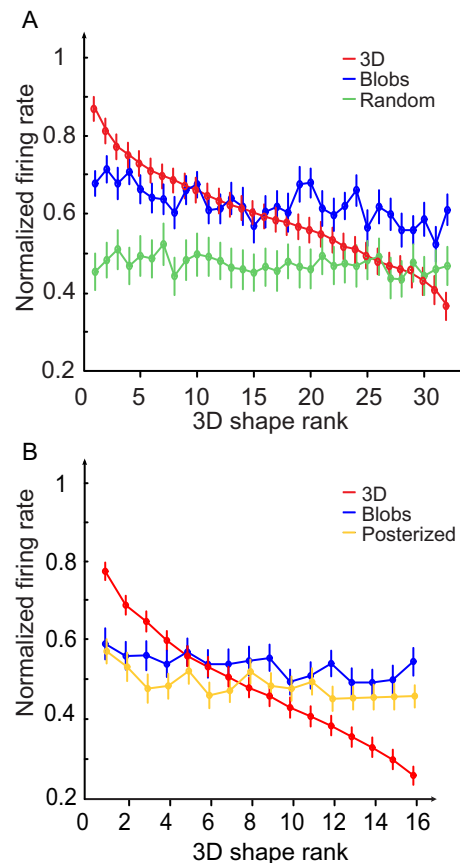 A
1
0.8
0.6
0.4
0.2
Normalized firing rate
3D
Blobs
Random
0 5 10 15 20 25 30
3D shape rank
B
1
0.8
0.6
0.4
0.2
Normalized firing rate
3D
Blobs
Posterized
0 2 4 6 8 10 12 14 16
3D shape rank